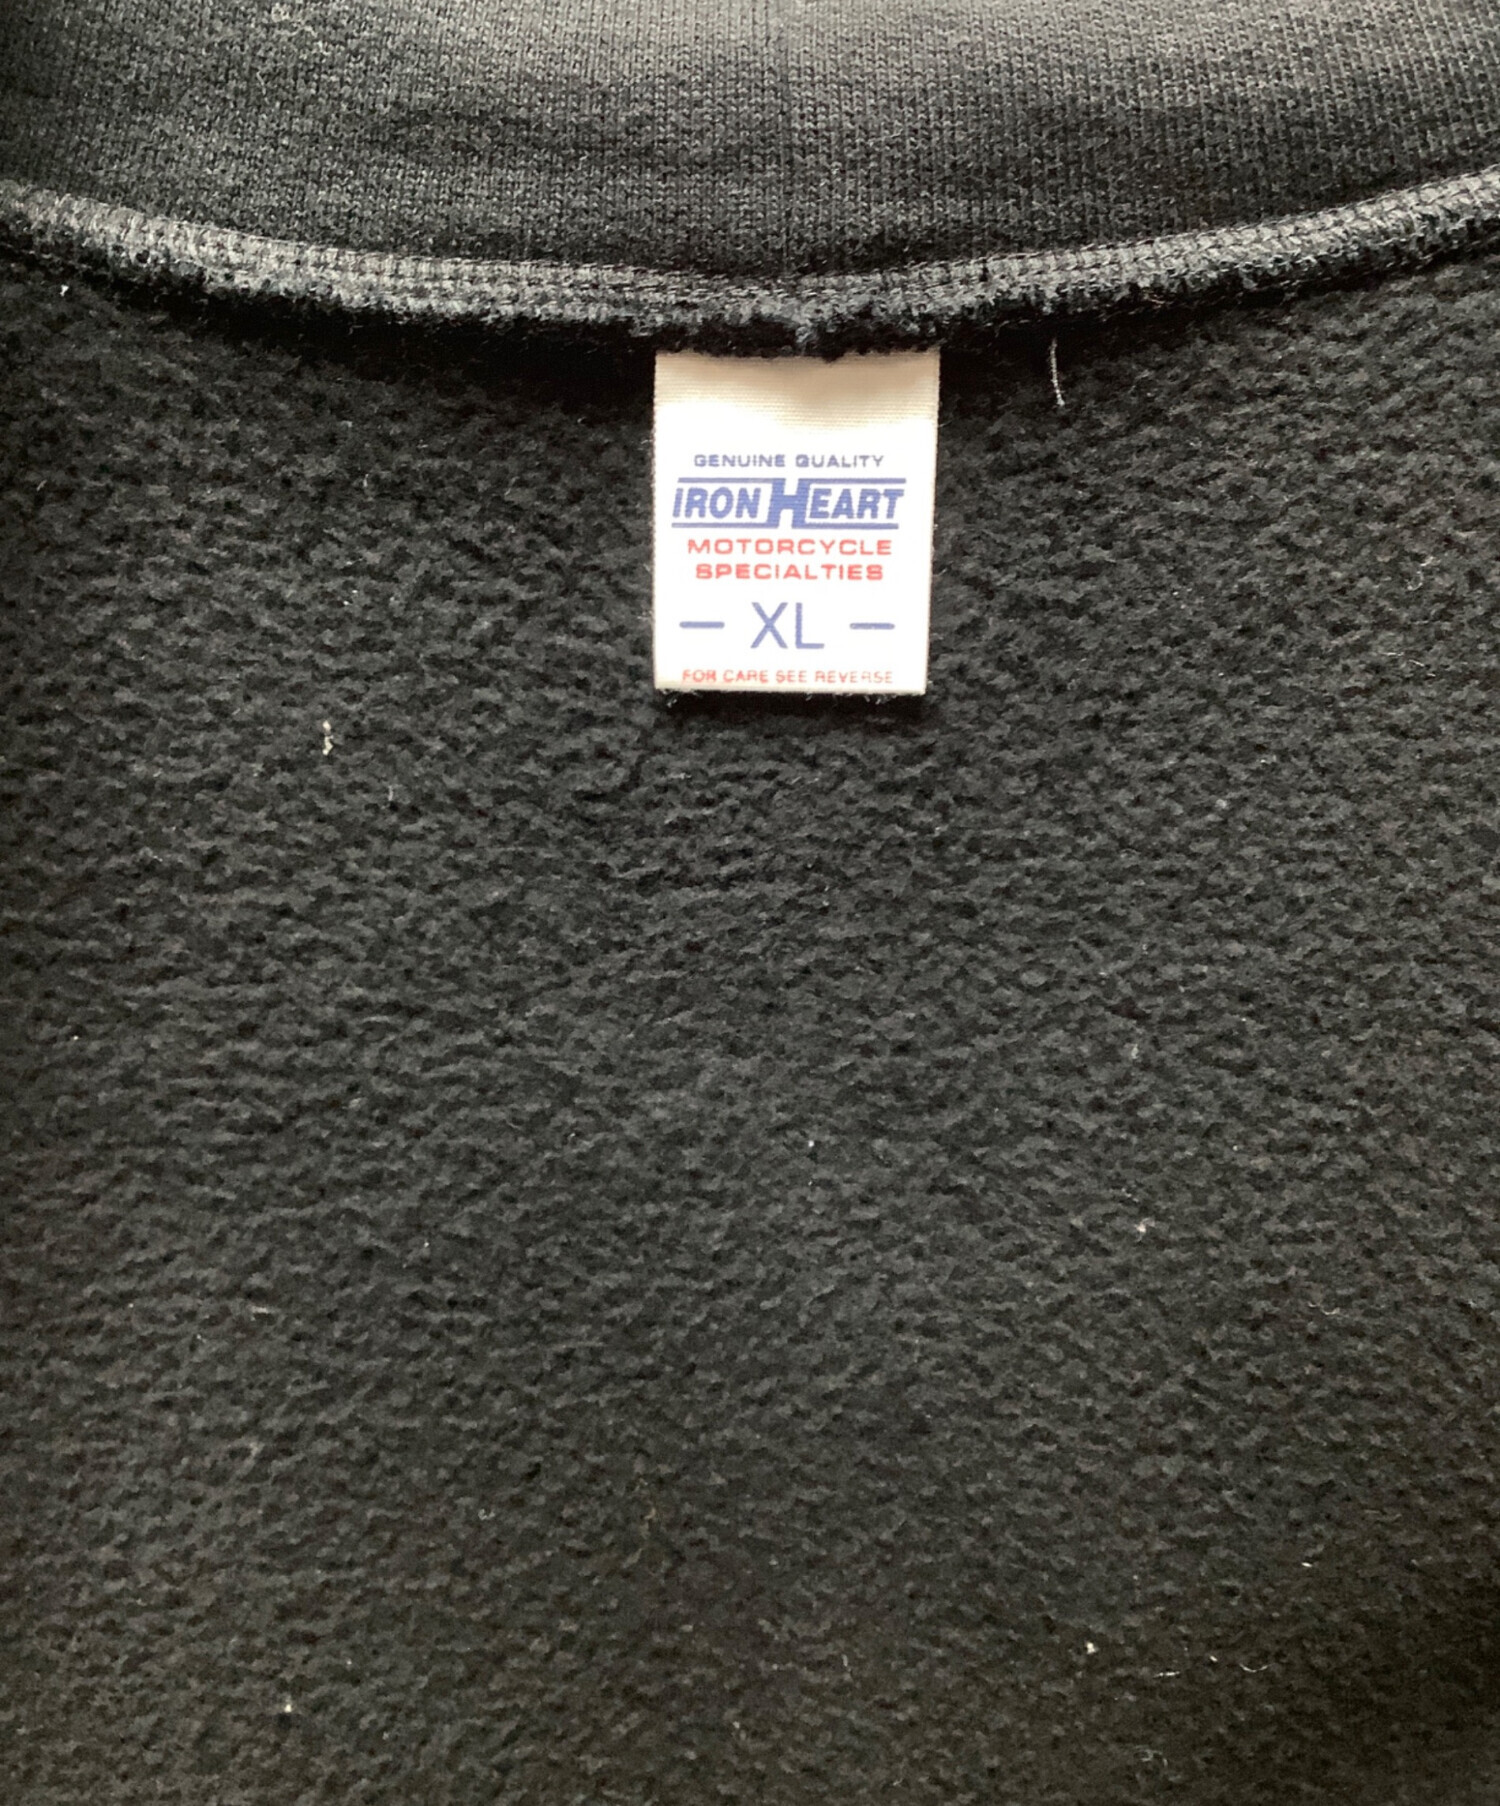 GENUINE QUALITY
IRON HEART
MOTORCYCLE
SPECIALTIES
— XL —
FOR CARE SEE REVERSE